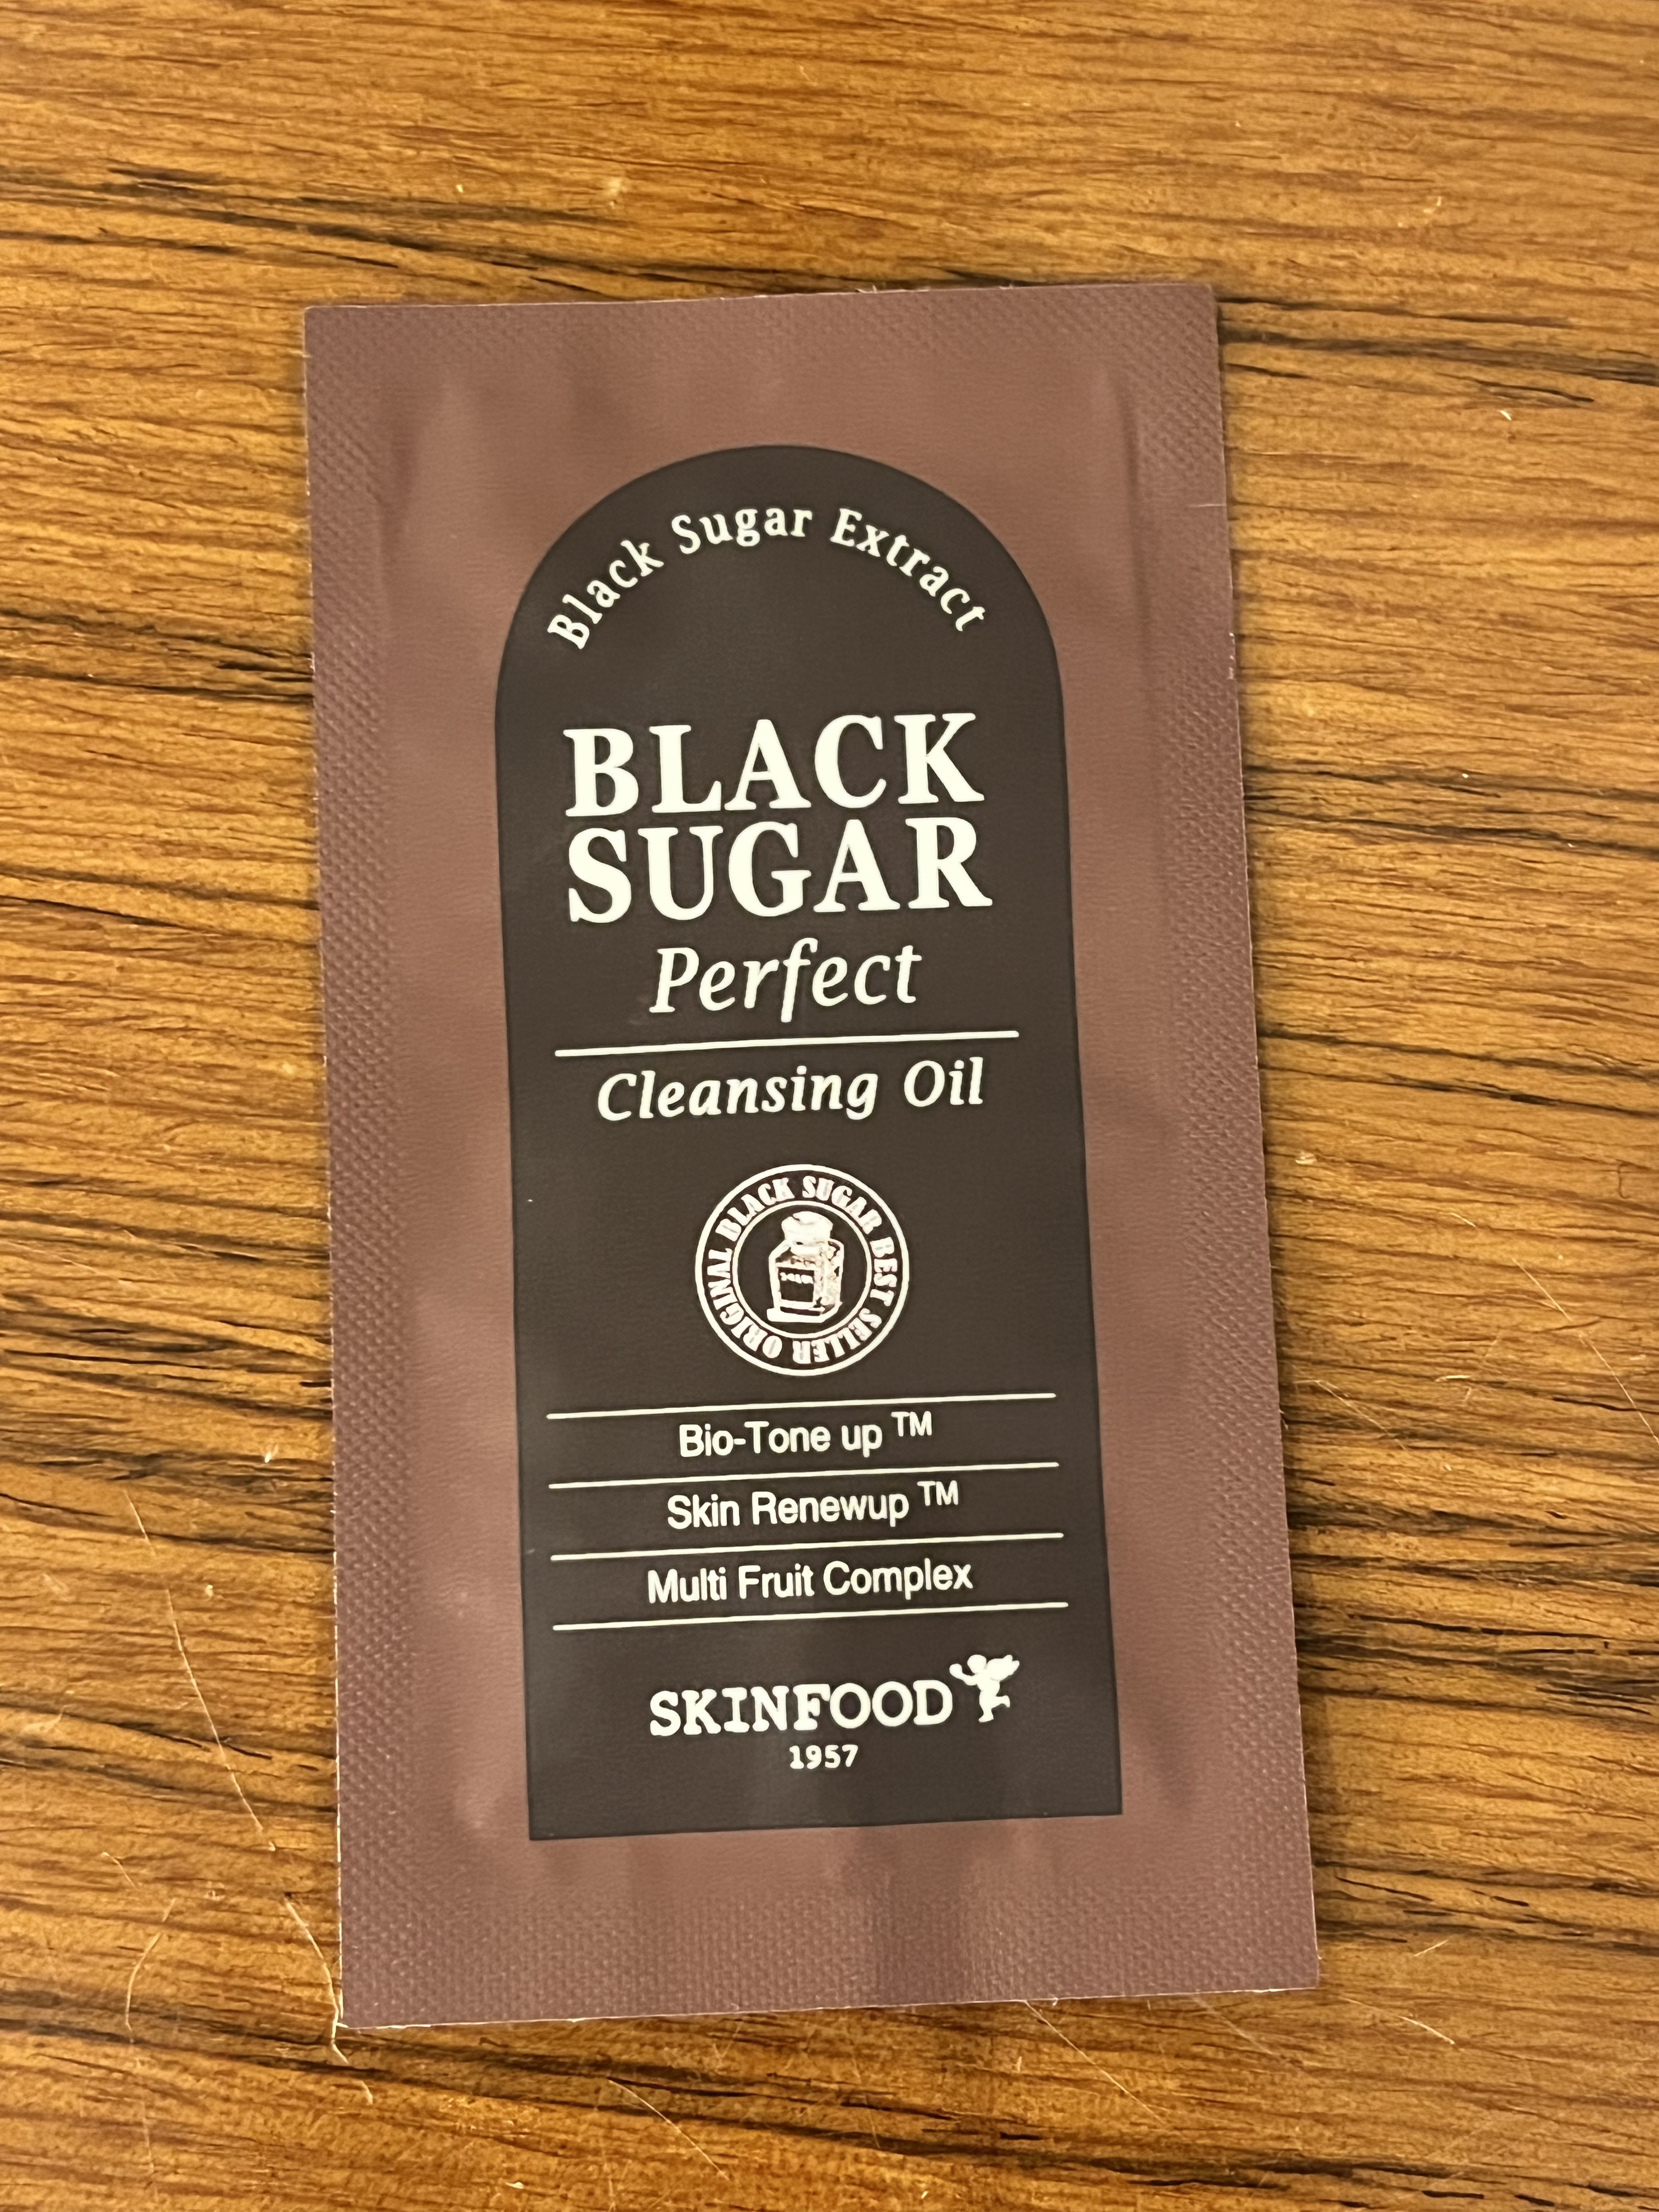 Black Sugar Extract
BLACK
SUGAR
Perfect
Cleansing Oil
ORIGINAL BLACK SUGAR BEST SELLER
Bio-Tone up ™
Skin Renewup ™
Multi Fruit Complex
SKINFOOD
1957